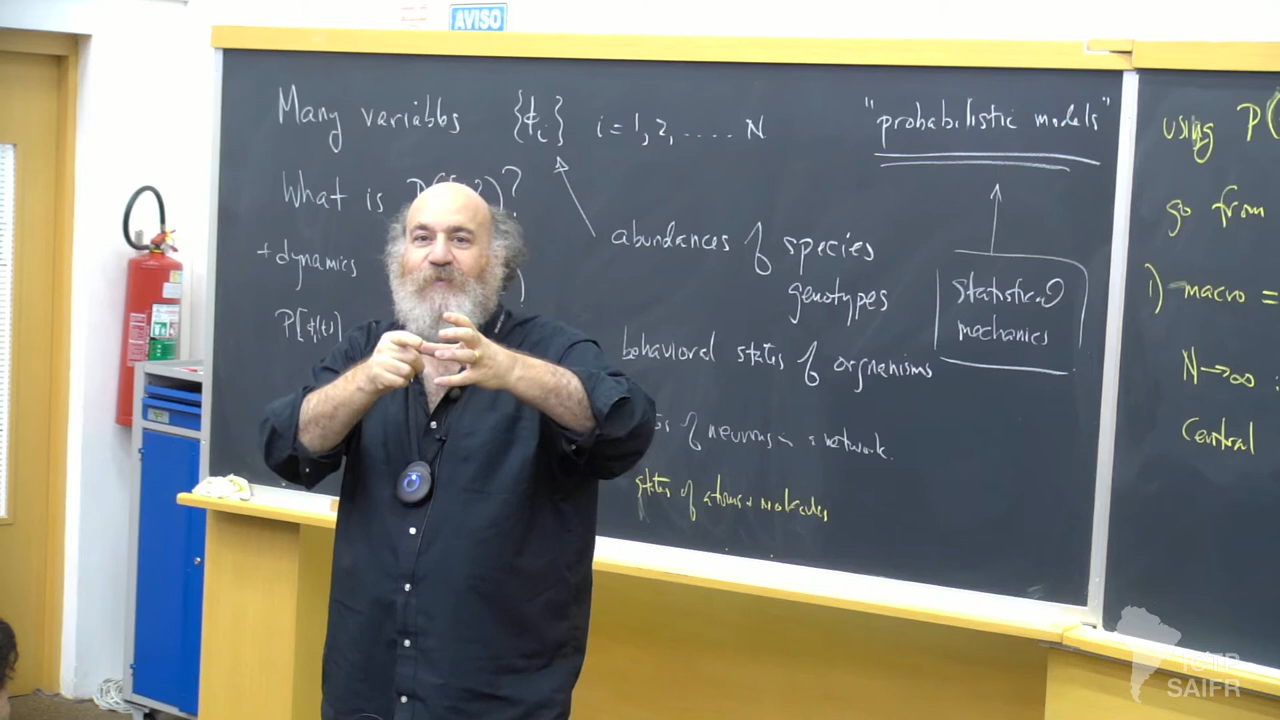 AVISO
Many variables {ϕi} i = 1, 2, ..... N
"probabilistic models"
What is P( )?
abundances of species
genotypes
+dynamics )
P[ϕ(t)]
statistical
mechanics
behavioral states of organisms
of neurons in a network.
states of atoms + molecules
using P(
go from
1) macro =
N→∞ :
Central
ICTP
SAIFR